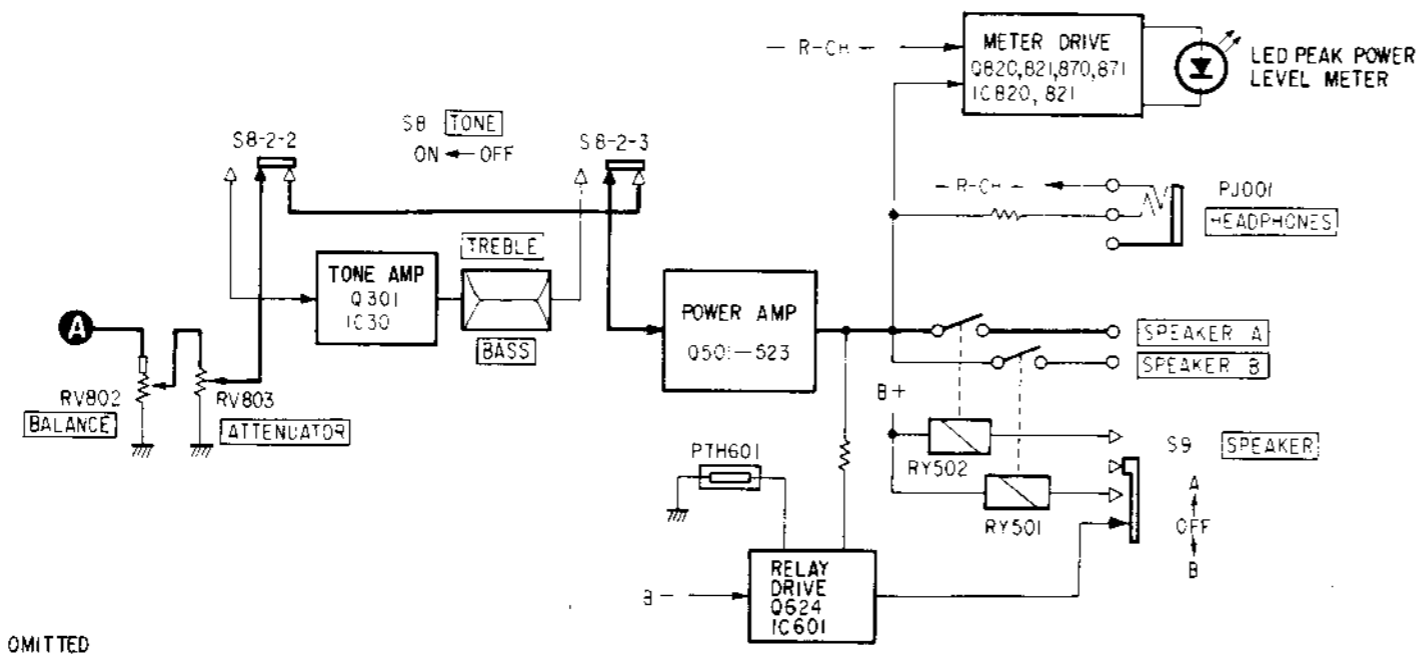 — R-CH —
METER DRIVE
Q820,821,870,871
IC820, 821
LED PEAK POWER
LEVEL METER
S8-2-2
S8 TONE
ON ← OFF
S8-2-3
— R-CH —
PJ001
HEADPHONES
TONE AMP
Q301
IC30
TREBLE
BASS
POWER AMP
Q501—523
A
RV802
BALANCE
RV803
ATTENUATOR
SPEAKER A
SPEAKER B
B+
RY502
RY501
S9 SPEAKER
A
OFF
B
PTH601
RELAY
DRIVE
Q624
IC601
B —
OMITTED